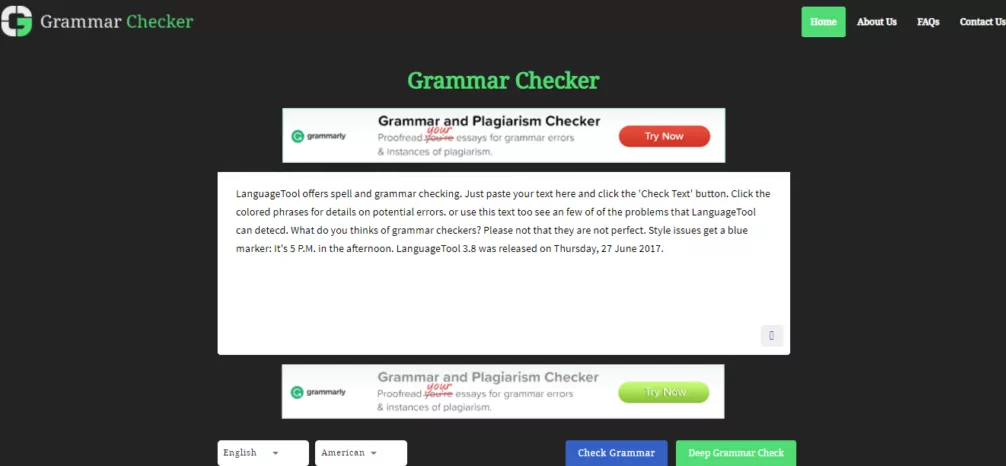 Grammar Checker
Home About Us FAQs Contact Us
Grammar Checker
grammarly
Grammar and Plagiarism Checker
your
Proofread you're essays for grammar errors
& instances of plagiarism.
Try Now
LanguageTool offers spell and grammar checking. Just paste your text here and click the 'Check Text' button. Click the
colored phrases for details on potential errors. or use this text too see an few of of the problems that LanguageTool
can detecd. What do you thinks of grammar checkers? Please not that they are not perfect. Style issues get a blue
marker: It's 5 P.M. in the afternoon. LanguageTool 3.8 was released on Thursday, 27 June 2017.
grammarly
Grammar and Plagiarism Checker
your
Proofread you're essays for grammar errors
& instances of plagiarism.
Try Now
English American Check Grammar Deep Grammar Check